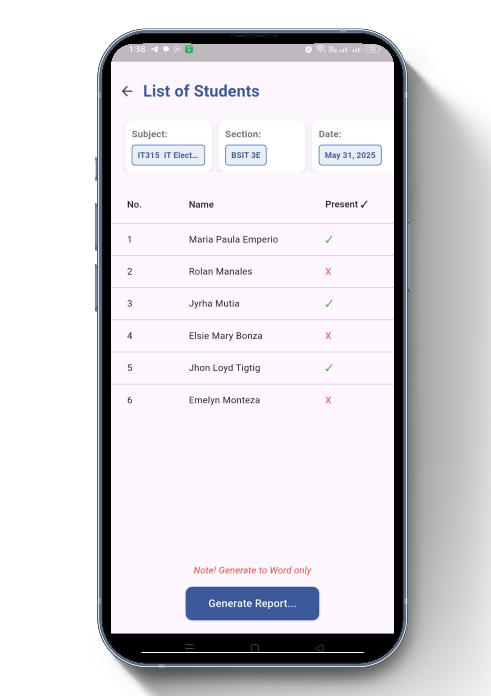 1:38
List of Students
Subject: Section: Date:
IT315 IT Elect... BSIT 3E May 31, 2025
No. Name Present ✓
1 Maria Paula Emperio ✓
2 Rolan Manales X
3 Jyrha Mutia ✓
4 Elsie Mary Bonza X
5 Jhon Loyd Tigtig ✓
6 Emelyn Monteza X
Note! Generate to Word only
Generate Report...